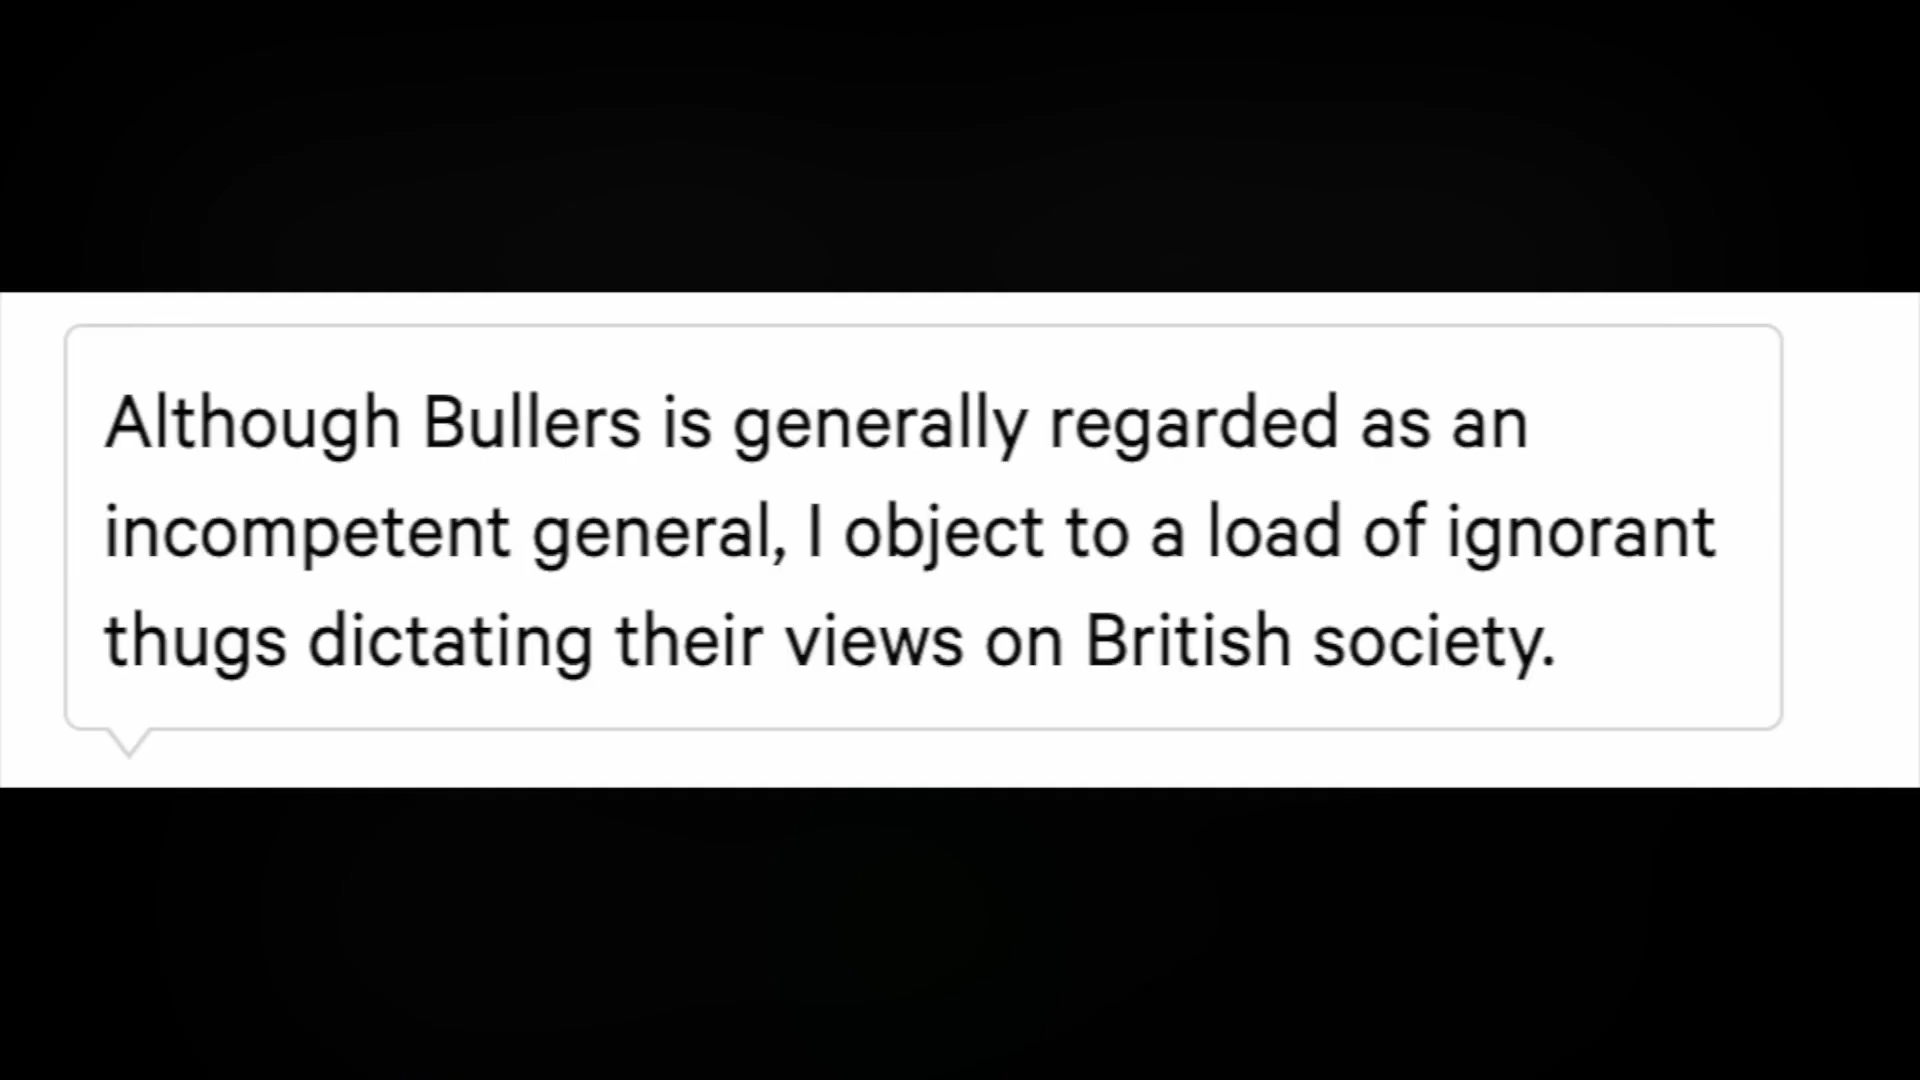 Although Bullers is generally regarded as an
incompetent general, I object to a load of ignorant
thugs dictating their views on British society.